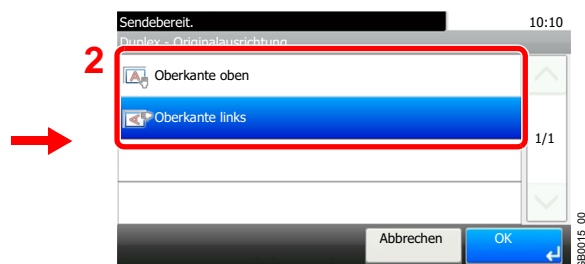 Sendebereit.
10:10
Duplex - Originalausrichtung
2
Oberkante oben
Oberkante links
1/1
Abbrechen
OK